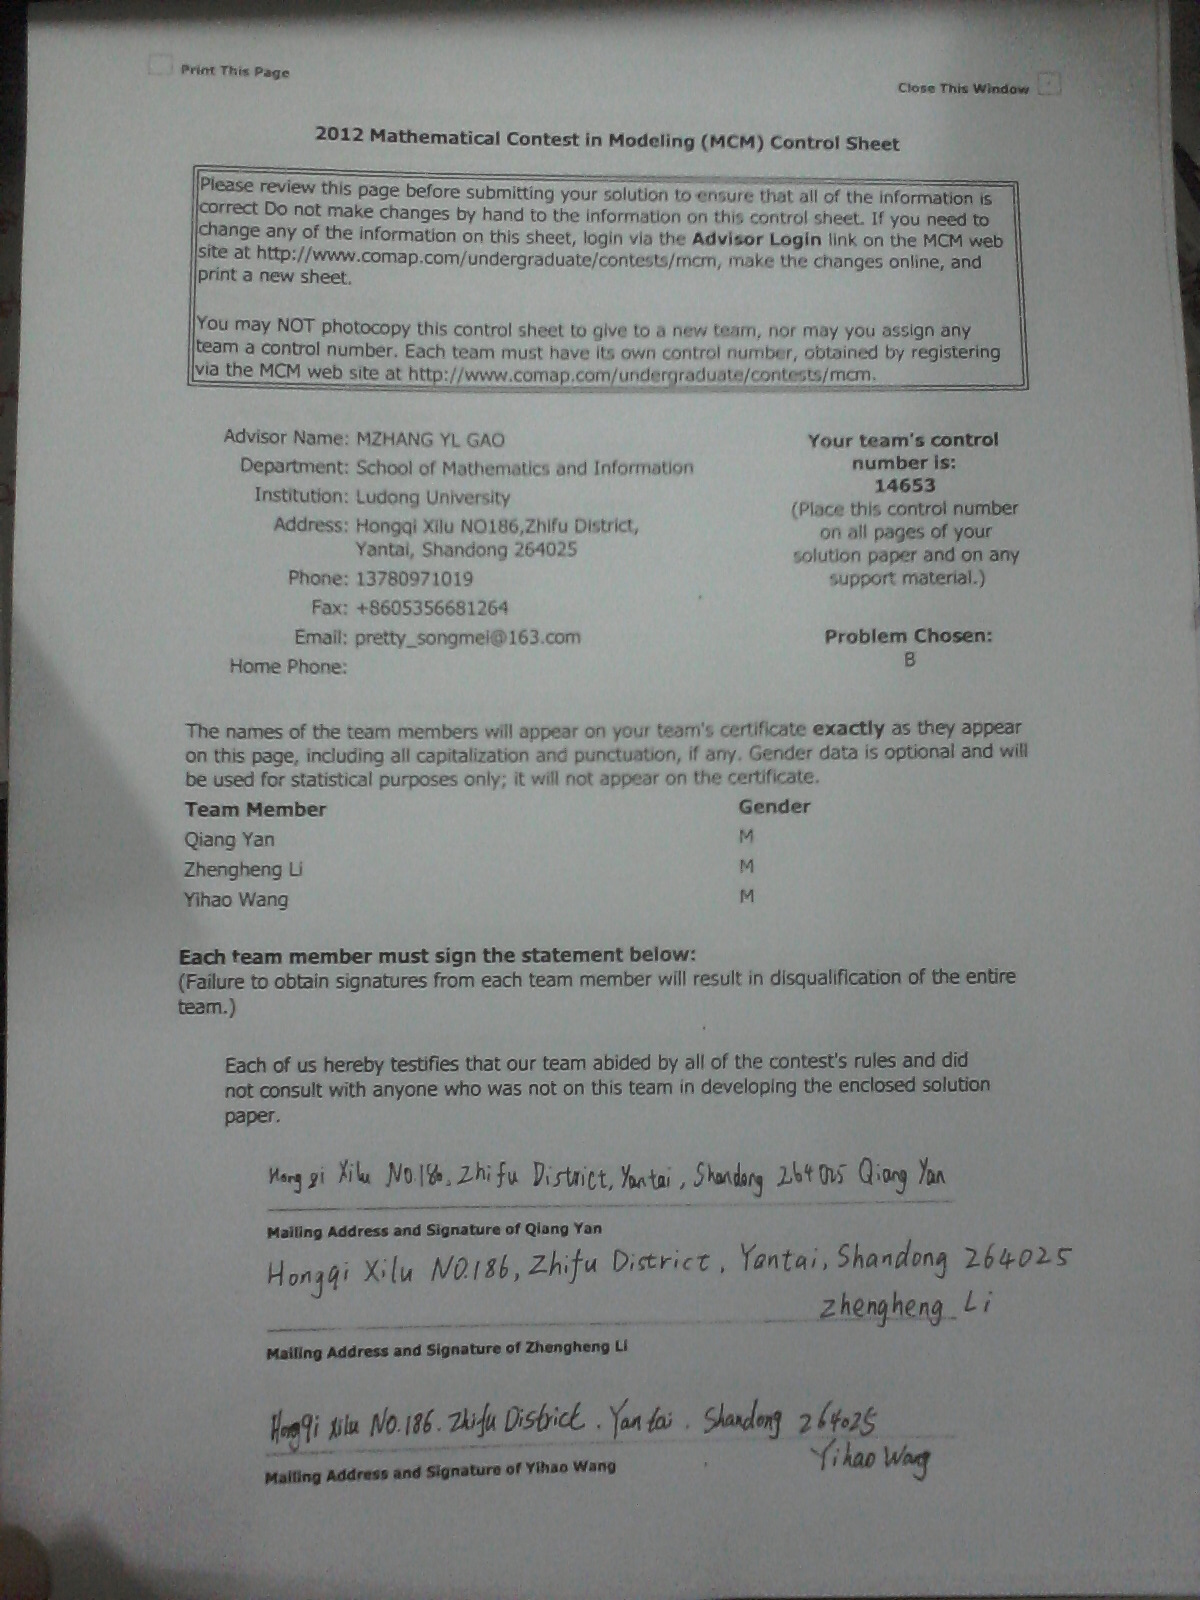 Print This Page
Close This Window
2012 Mathematical Contest in Modeling (MCM) Control Sheet
Please review this page before submitting your solution to ensure that all of the information is
correct Do not make changes by hand to the information on this control sheet. If you need to
change any of the information on this sheet, login via the Advisor Login link on the MCM web
site at http://www.comap.com/undergraduate/contests/mcm, make the changes online, and
print a new sheet.
You may NOT photocopy this control sheet to give to a new team, nor may you assign any
team a control number. Each team must have its own control number, obtained by registering
via the MCM web site at http://www.comap.com/undergraduate/contests/mcm.
Advisor Name: MZHANG YL GAO
Department: School of Mathematics and Information
Institution: Ludong University
Address: Hongqi Xilu NO186,Zhifu District,
Yantai, Shandong 264025
Phone: 13780971019
Fax: +8605356681264
Email: pretty_songmei@163.com
Home Phone:
Your team's control
number is:
14653
(Place this control number
on all pages of your
solution paper and on any
support material.)
Problem Chosen:
B
The names of the team members will appear on your team's certificate exactly as they appear
on this page, including all capitalization and punctuation, if any. Gender data is optional and will
be used for statistical purposes only; it will not appear on the certificate.
Team Member Gender
Qiang Yan M
Zhengheng Li M
Yihao Wang M
Each team member must sign the statement below:
(Failure to obtain signatures from each team member will result in disqualification of the entire
team.)
Each of us hereby testifies that our team abided by all of the contest's rules and did
not consult with anyone who was not on this team in developing the enclosed solution
paper.
Hongqi Xilu NO.186, Zhifu District, Yantai, Shandong 264025 Qiang Yan
Mailing Address and Signature of Qiang Yan
Hongqi Xilu NO.186, Zhifu District, Yantai, Shandong 264025
Zhengheng Li
Mailing Address and Signature of Zhengheng Li
Hongqi Xilu NO.186. Zhifu District. Yantai. Shandong 264025
Yihao Wang
Mailing Address and Signature of Yihao Wang